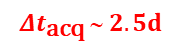 Δt_acq ~ 2.5d